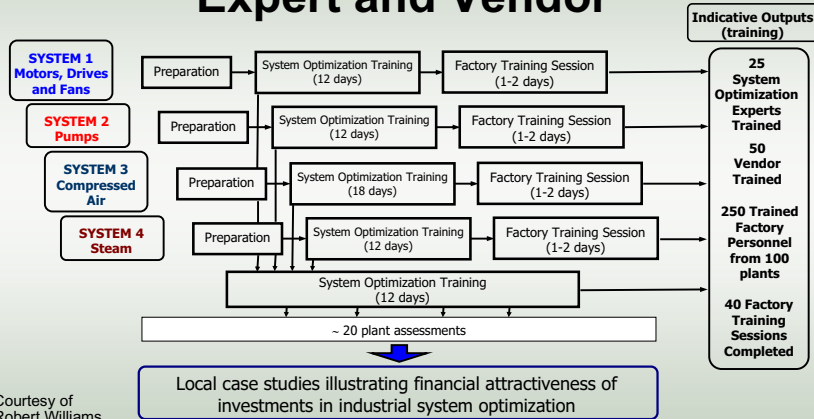 Expert and Vendor
Indicative Outputs
(training)
SYSTEM 1
Motors, Drives
and Fans
Preparation
System Optimization Training
(12 days)
Factory Training Session
(1-2 days)
SYSTEM 2
Pumps
Preparation
System Optimization Training
(12 days)
Factory Training Session
(1-2 days)
SYSTEM 3
Compressed
Air
Preparation
System Optimization Training
(18 days)
Factory Training Session
(1-2 days)
SYSTEM 4
Steam
Preparation
System Optimization Training
(12 days)
Factory Training Session
(1-2 days)
System Optimization Training
(12 days)
~ 20 plant assessments
Local case studies illustrating financial attractiveness of
investments in industrial system optimization
25
System
Optimization
Experts
Trained
50
Vendor
Trained
250 Trained
Factory
Personnel
from 100
plants
40 Factory
Training
Sessions
Completed
Courtesy of
Robert Williams